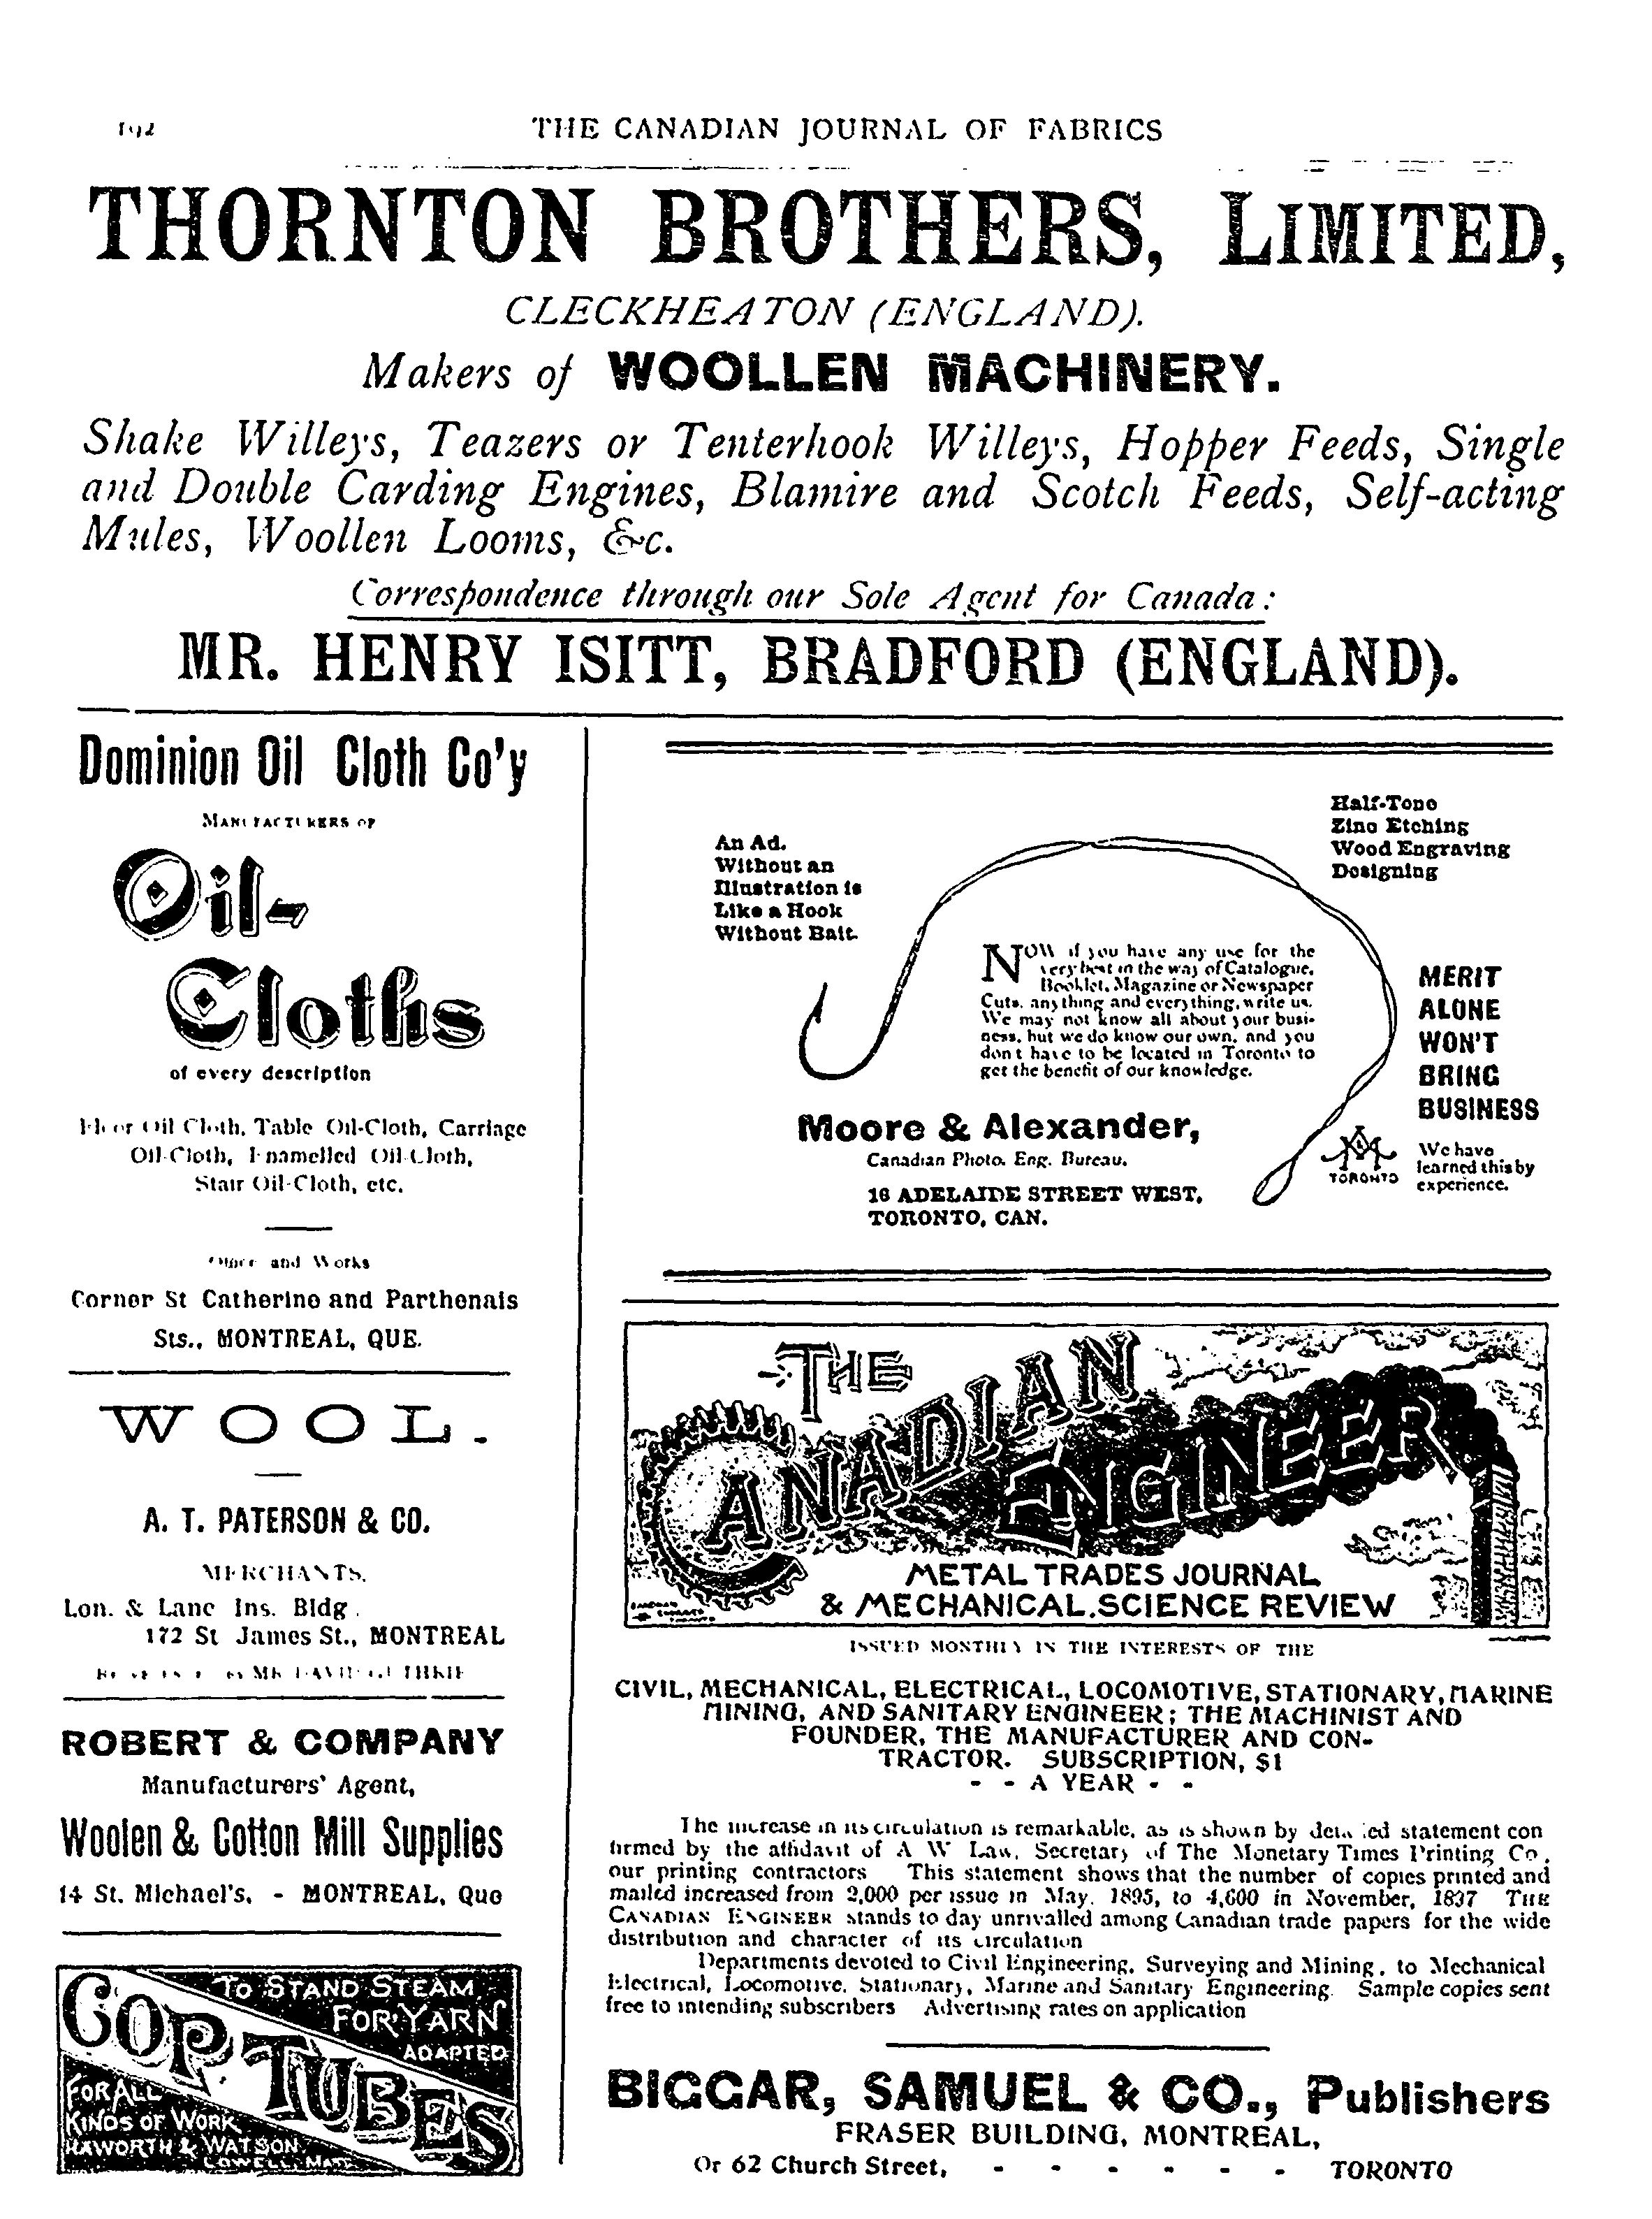 192
THE CANADIAN JOURNAL OF FABRICS
THORNTON BROTHERS, LIMITED,
CLECKHEATON (ENGLAND).
Makers of WOOLLEN MACHINERY.
Shake Willeys, Teazers or Tenterhook Willeys, Hopper Feeds, Single
and Double Carding Engines, Blamire and Scotch Feeds, Self-acting
Mules, Woollen Looms, &c.
Correspondence through our Sole Agent for Canada:
MR. HENRY ISITT, BRADFORD (ENGLAND).
Dominion Oil Cloth Co'y
MANUFACTURERS OF
Oil-
Cloths
of every description
Floor Oil Cloth, Table Oil-Cloth, Carriage
Oil-Cloth, Enamelled Oil-Cloth,
Stair Oil-Cloth, etc.
Office and Works
Corner St Catherine and Parthenais
Sts., MONTREAL, QUE.
WOOL.
A. T. PATERSON & CO.
MERCHANTS.
Lon. & Lanc Ins. Bldg.
172 St James St., MONTREAL
MR DAVID GUTHRIE
ROBERT & COMPANY
Manufacturers' Agent,
Woolen & Cotton Mill Supplies
14 St. Michael's, - MONTREAL, Que
COP TUBES
TO STAND STEAM
FOR YARN
ADAPTED
FOR ALL
KINDS OF WORK
HAWORTH & WATSON
LOWELL MASS
An Ad.
Without an
Illustration is
Like a Hook
Without Bait.
Half-Tone
Zinc Etching
Wood Engraving
Designing
NOW if you have any use for the
very best in the way of Catalogue,
Booklet, Magazine or Newspaper
Cuts, anything and everything, write us.
We may not know all about your busi-
ness, but we do know our own, and you
don't have to be located in Toronto to
get the benefit of our knowledge.
MERIT
ALONE
WON'T
BRING
BUSINESS
We have
learned this by
experience.
TORONTO
Moore & Alexander,
Canadian Photo. Eng. Bureau.
16 ADELAIDE STREET WEST,
TORONTO, CAN.
THE
CANADIAN
ENGINEER
METAL TRADES JOURNAL
& MECHANICAL SCIENCE REVIEW
ISSUED MONTHLY IN THE INTERESTS OF THE
CIVIL, MECHANICAL, ELECTRICAL, LOCOMOTIVE, STATIONARY, MARINE
MINING, AND SANITARY ENGINEER; THE MACHINIST AND
FOUNDER, THE MANUFACTURER AND CON-
TRACTOR. SUBSCRIPTION, $1
- - A YEAR - -
The increase in its circulation is remarkable, as is shown by detailed statement con
firmed by the affidavit of A W Law, Secretary of The Monetary Times Printing Co,
our printing contractors This statement shows that the number of copies printed and
mailed increased from 2,000 per issue in May, 1895, to 4,600 in November, 1897 THE
CANADIAN ENGINEER stands to day unrivalled among Canadian trade papers for the wide
distribution and character of its circulation
Departments devoted to Civil Engineering, Surveying and Mining, to Mechanical
Electrical, Locomotive, Stationary, Marine and Sanitary Engineering. Sample copies sent
free to intending subscribers Advertising rates on application
BIGGAR, SAMUEL & CO., Publishers
FRASER BUILDING, MONTREAL,
Or 62 Church Street, - - - - - - TORONTO